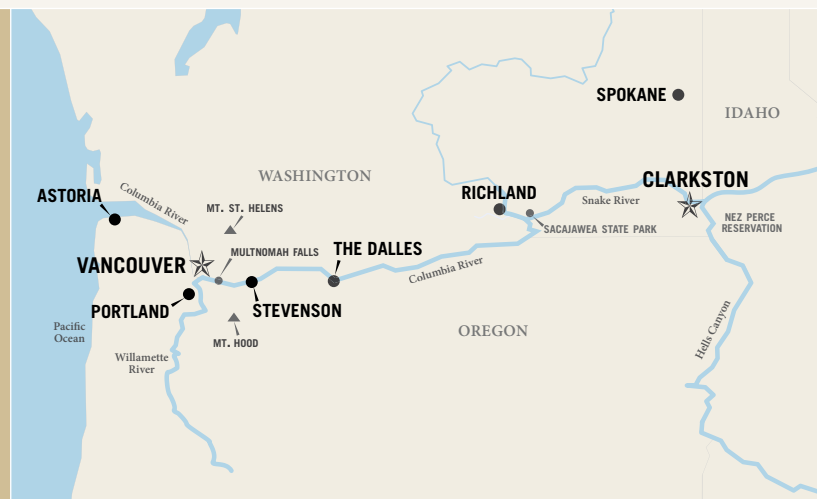 SPOKANE
IDAHO
WASHINGTON
CLARKSTON
ASTORIA
Columbia River
RICHLAND
Snake River
MT. ST. HELENS
NEZ PERCE
RESERVATION
SACAJAWEA STATE PARK
MULTNOMAH FALLS
THE DALLES
VANCOUVER
Columbia River
PORTLAND
STEVENSON
Pacific
Ocean
OREGON
Hells Canyon
MT. HOOD
Willamette
River